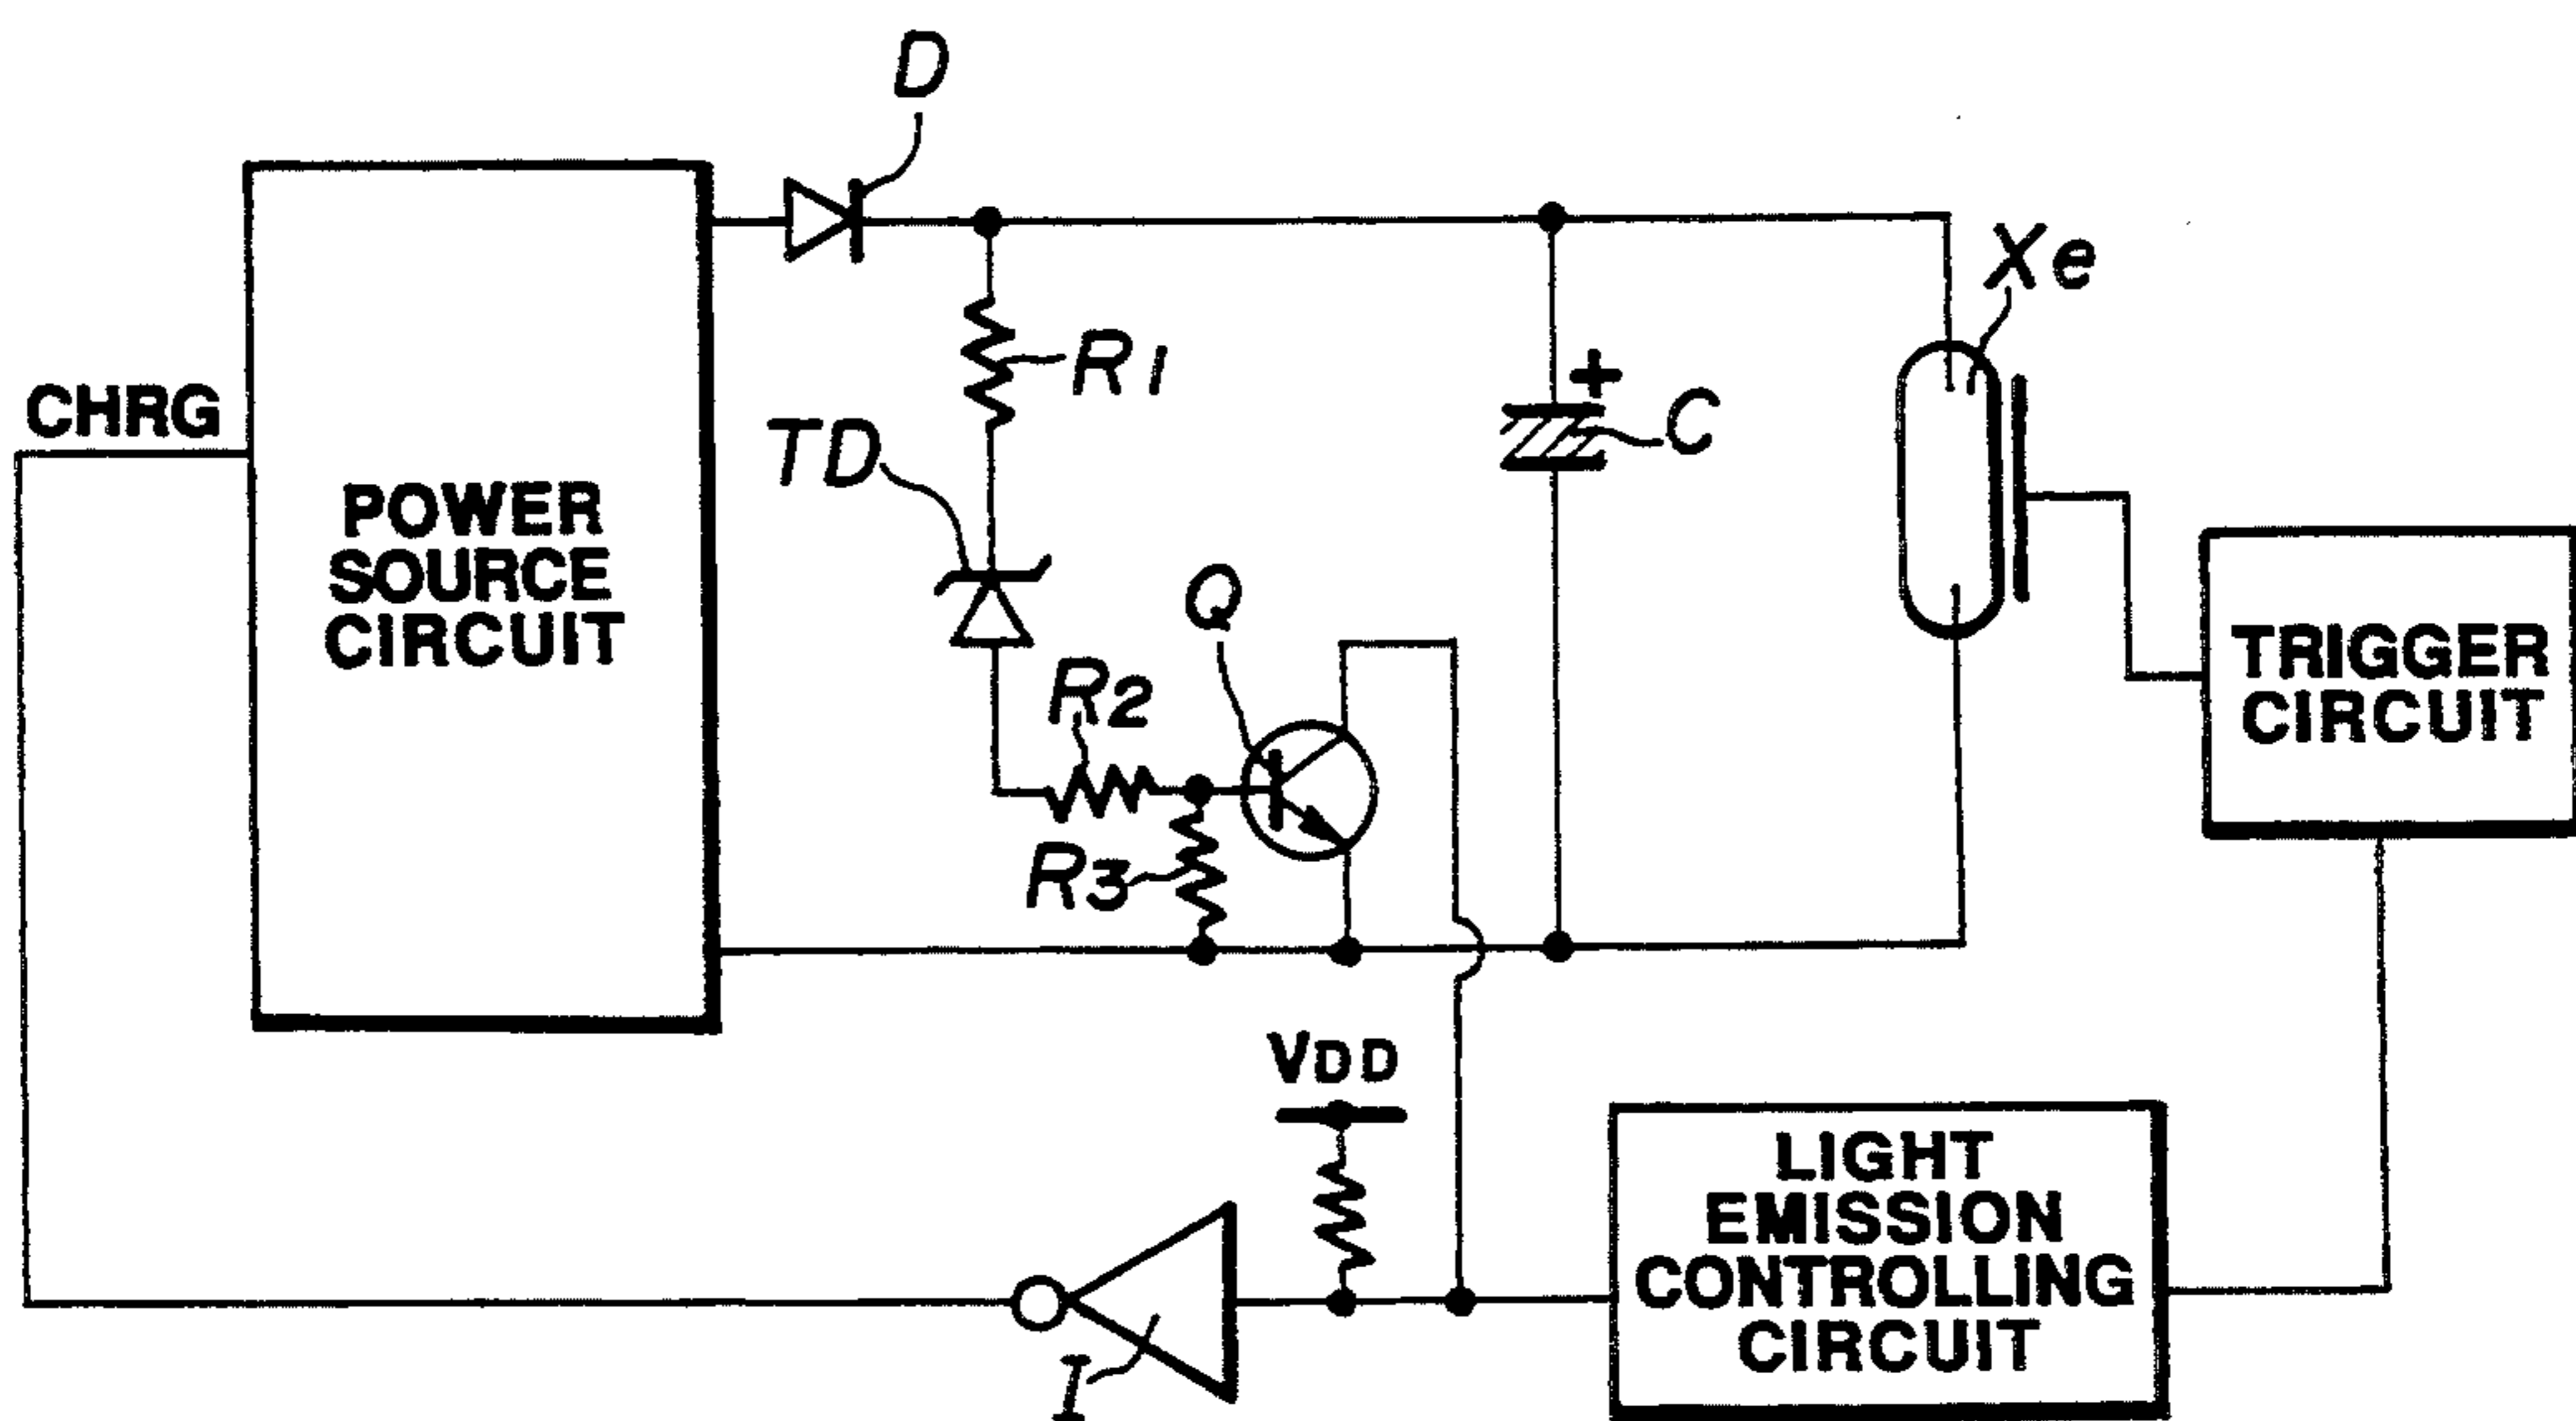 D
Xe
R1
+
C
CHRG
TD
POWER
SOURCE
CIRCUIT
Q
R2
TRIGGER
CIRCUIT
R3
VDD
LIGHT
EMISSION
CONTROLLING
CIRCUIT
I